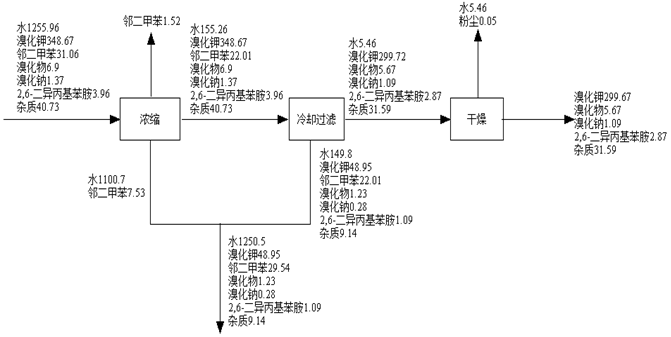 水1255.96
溴化钾348.67
邻二甲苯31.06
溴化物6.9
溴化钠1.37
2,6-二异丙基苯胺3.96
杂质40.73
邻二甲苯1.52
水155.26
溴化钾348.67
邻二甲苯22.01
溴化物6.9
溴化钠1.37
2,6-二异丙基苯胺3.96
杂质40.73
水5.46
溴化钾299.72
溴化物5.67
溴化钠1.09
2,6-二异丙基苯胺2.87
杂质31.59
水5.46
粉尘0.05
溴化钾299.67
溴化物5.67
溴化钠1.09
2,6-二异丙基苯胺2.87
杂质31.59
浓缩
冷却过滤
干燥
水1100.7
邻二甲苯7.53
水149.8
溴化钾48.95
邻二甲苯22.01
溴化物1.23
溴化钠0.28
2,6-二异丙基苯胺1.09
杂质9.14
水1250.5
溴化钾48.95
邻二甲苯29.54
溴化物1.23
溴化钠0.28
2,6-二异丙基苯胺1.09
杂质9.14